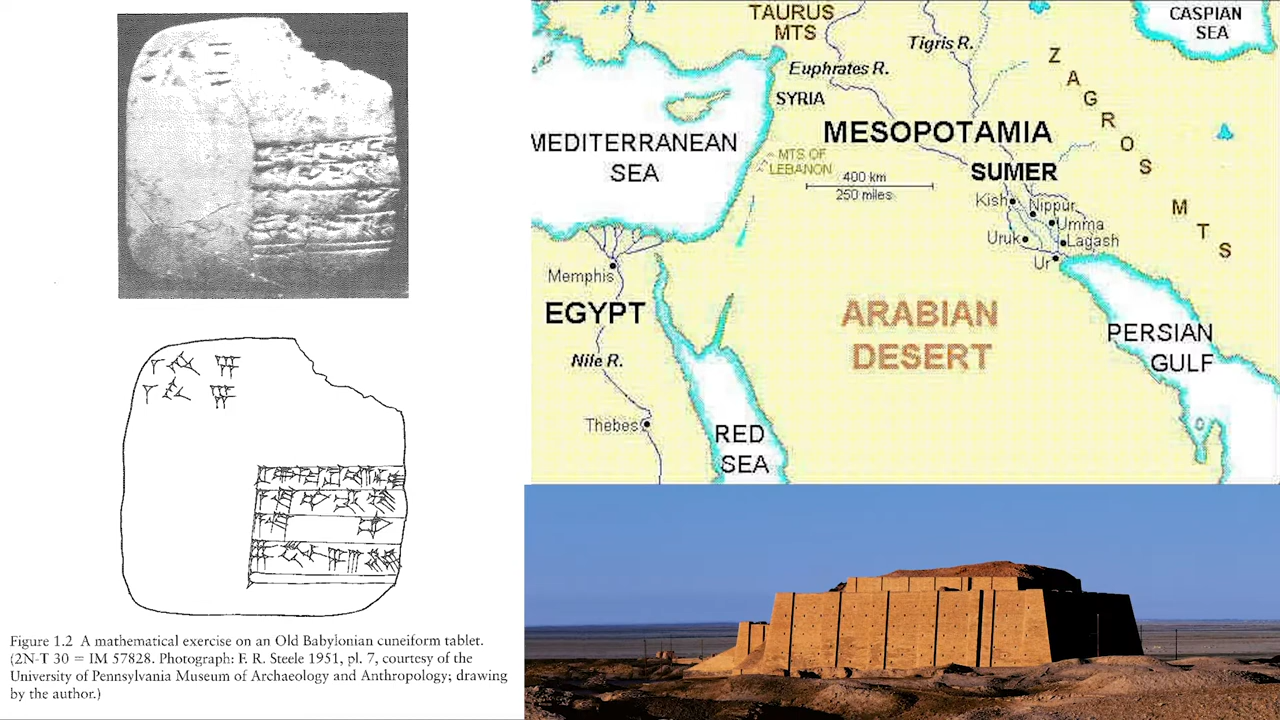 Figure 1.2 A mathematical exercise on an Old Babylonian cuneiform tablet.
(2N-T 30 = IM 57828. Photograph: F. R. Steele 1951, pl. 7, courtesy of the
University of Pennsylvania Museum of Archaeology and Anthropology; drawing
by the author.)
TAURUS
MTS
CASPIAN
SEA
Tigris R.
Euphrates R.
SYRIA
ZAGROS MTS
MESOPOTAMIA
MEDITERRANEAN
SEA
MTS OF
LEBANON
400 km
250 miles
SUMER
Kish
Nippur
Umma
Uruk
Lagash
Ur
Memphis
EGYPT
ARABIAN
DESERT
PERSIAN
GULF
Nile R.
Thebes
RED
SEA